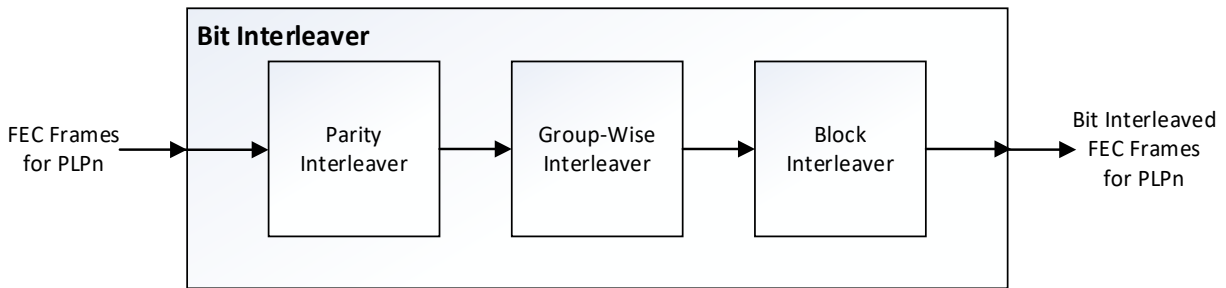 Bit Interleaver
FEC Frames
for PLPn
Parity
Interleaver
Group-Wise
Interleaver
Block
Interleaver
Bit Interleaved
FEC Frames
for PLPn